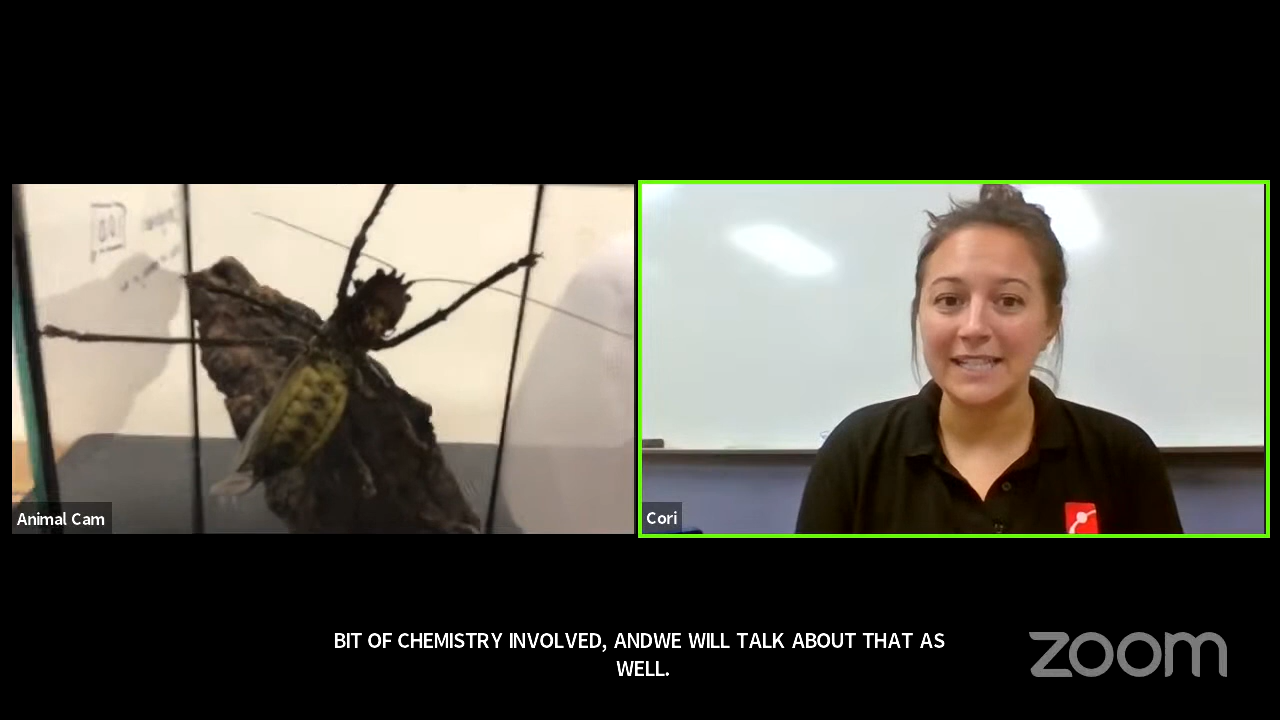 Animal Cam
Cori
BIT OF CHEMISTRY INVOLVED, ANDWE WILL TALK ABOUT THAT AS
WELL.
zoom